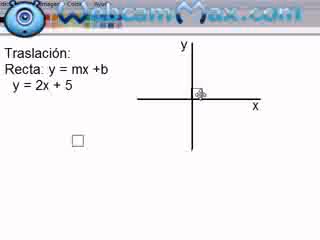 WebcamMax.com
Traslación:
Recta: y = mx +b
y = 2x + 5
y
x